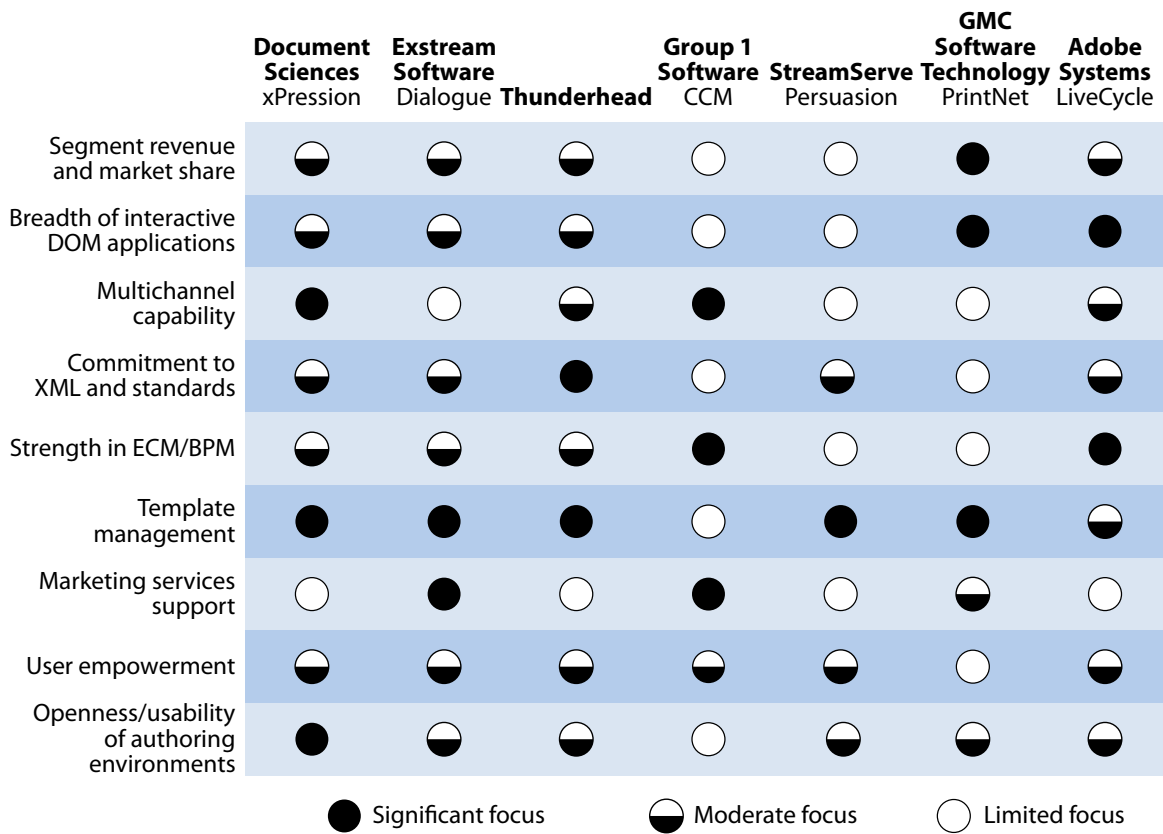 Document
Sciences
xPression
Exstream
Software
Dialogue
Thunderhead
Group 1
Software
CCM
StreamServe
Persuasion
GMC
Software
Technology
PrintNet
Adobe
Systems
LiveCycle
Segment revenue
and market share
Breadth of interactive
DOM applications
Multichannel
capability
Commitment to
XML and standards
Strength in ECM/BPM
Template
management
Marketing services
support
User empowerment
Openness/usability
of authoring
environments
Significant focus
Moderate focus
Limited focus